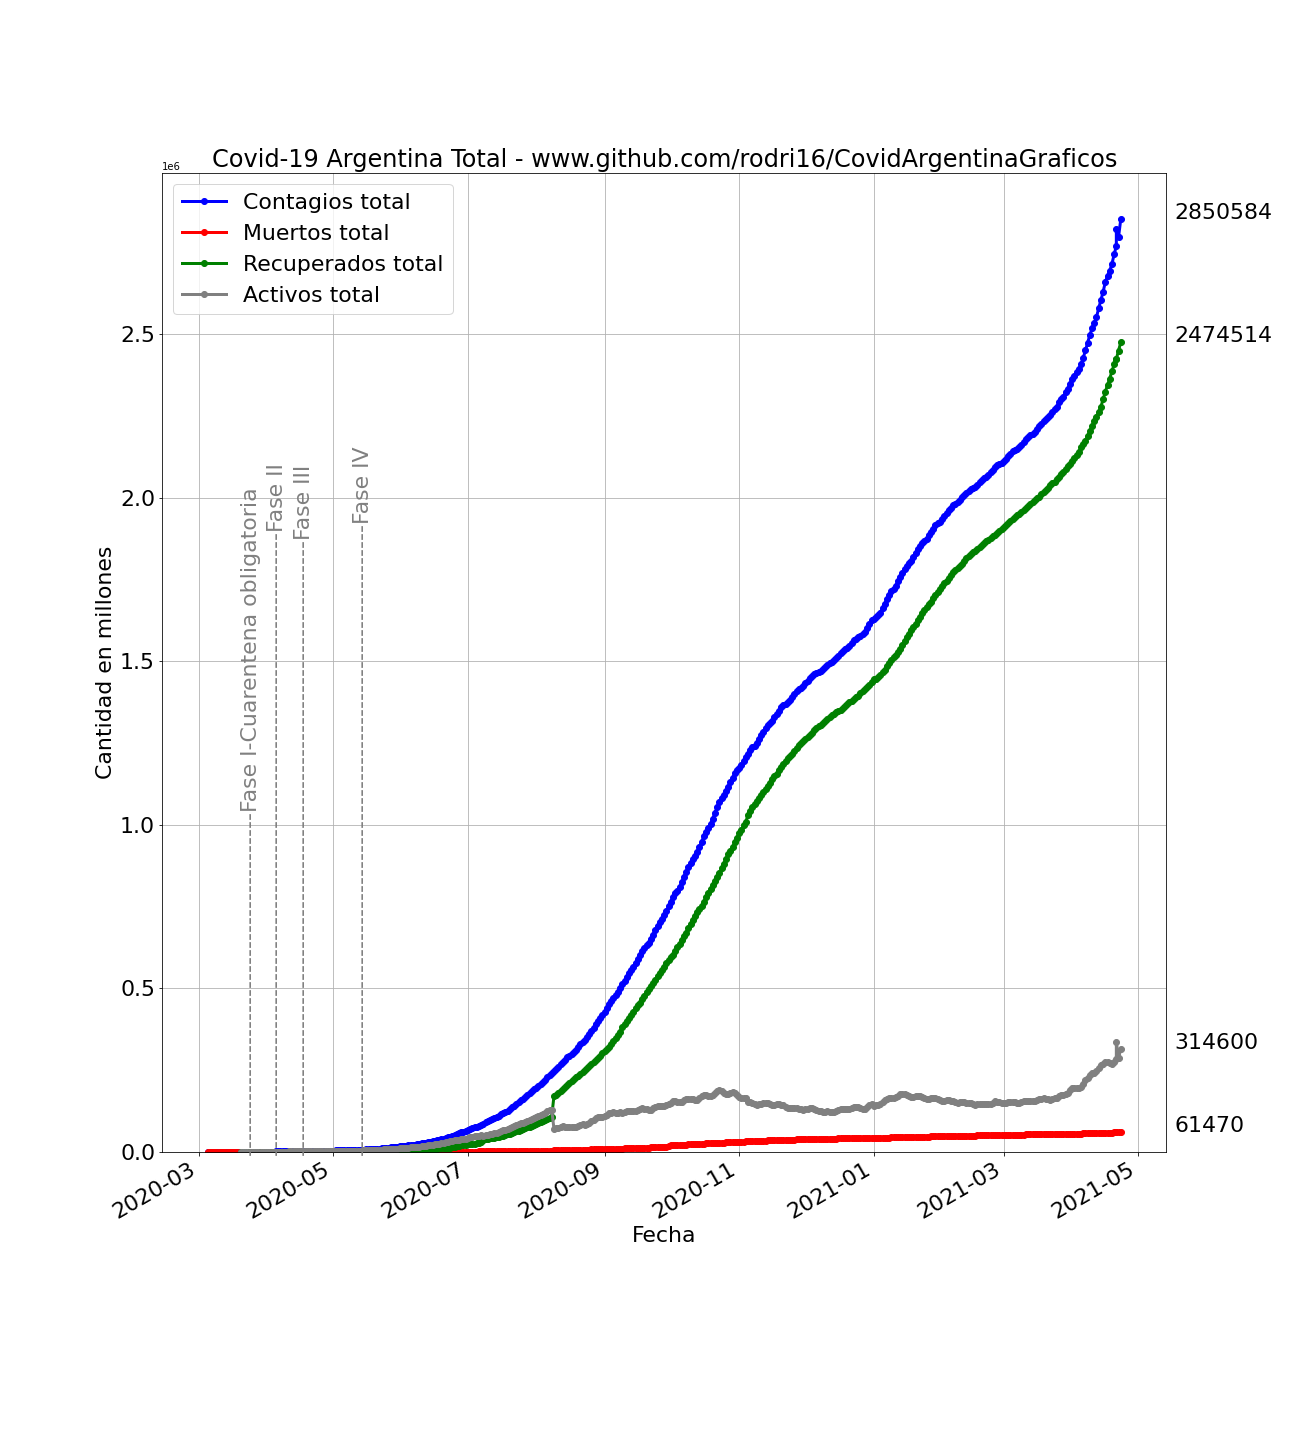 Covid-19 Argentina Total - www.github.com/rodri16/CovidArgentinaGraficos
1e6
Contagios total
Muertos total
Recuperados total
Activos total
2850584
2474514
314600
61470
2.5
2.0
1.5
1.0
0.5
0.0
Cantidad en millones
Fase I-Cuarentena obligatoria
Fase II
Fase III
Fase IV
2020-03
2020-05
2020-07
2020-09
2020-11
2021-01
2021-03
2021-05
Fecha